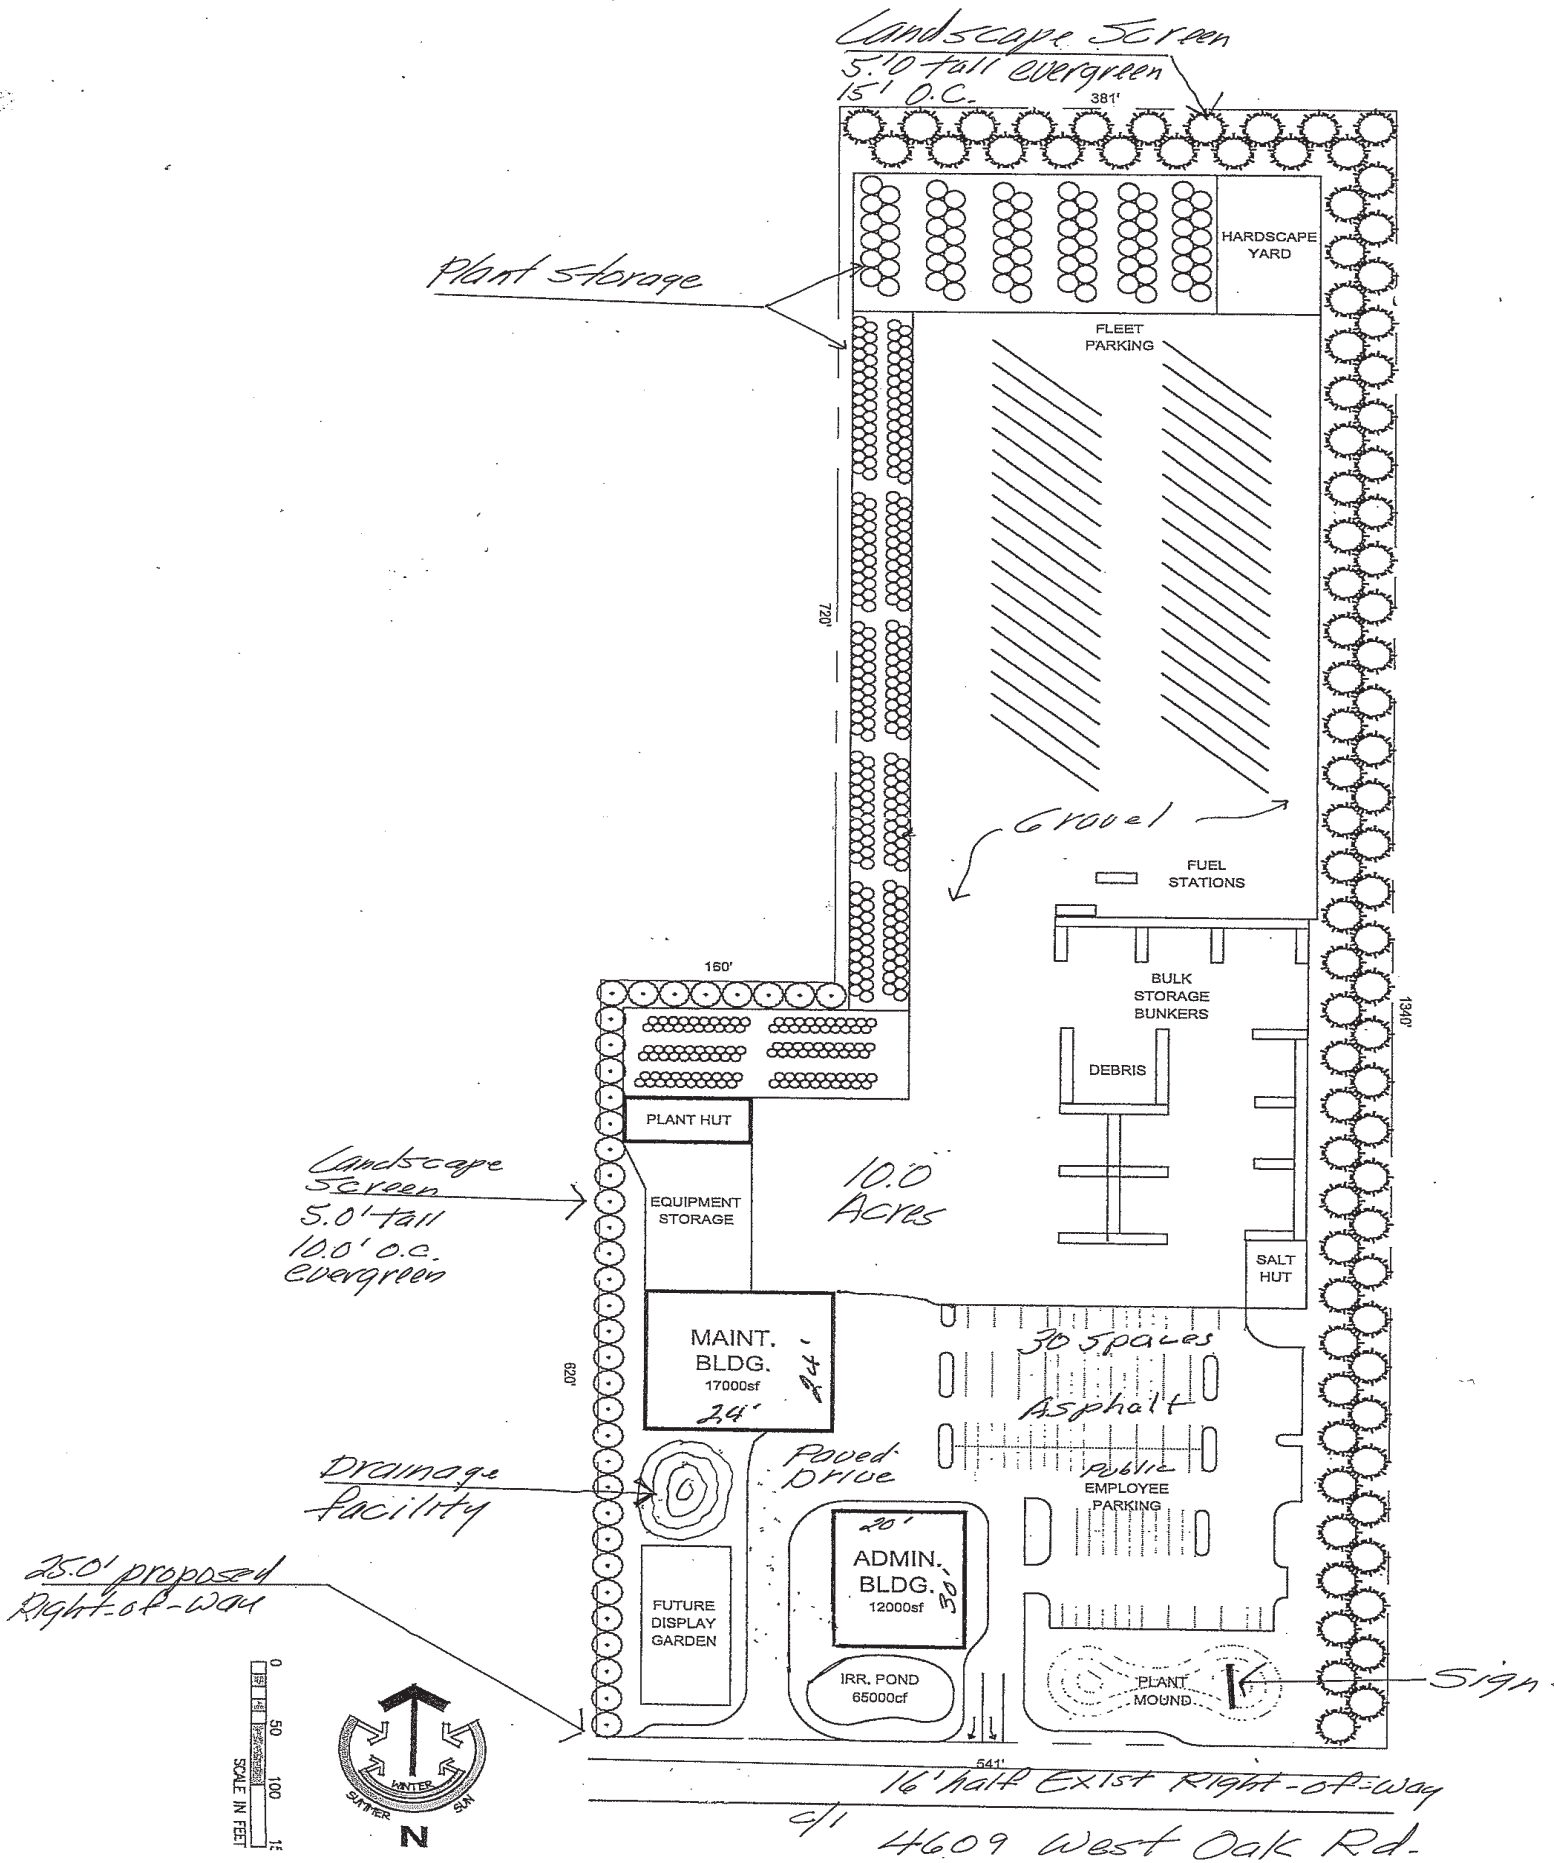 Landscape Screen
5.'0 tall evergreen
15' O.C.
381'
HARDSCAPE
YARD
Plant Storage
FLEET
PARKING
720'
Gravel
FUEL
STATIONS
160'
BULK
STORAGE
BUNKERS
1340'
DEBRIS
PLANT HUT
Landscape
Screen
5.0' tall
10.0' o.c.
evergreen
EQUIPMENT
STORAGE
10.0
Acres
SALT
HUT
MAINT.
BLDG.
17000sf
24'
24'
30 Spaces
Asphalt
620'
Paved
Drive
Public
EMPLOYEE
PARKING
Drainage
facility
20'
ADMIN.
BLDG.
12000sf
30'
25.0' proposed
Right-of-Way
FUTURE
DISPLAY
GARDEN
IRR. POND
65000cf
PLANT
MOUND
Sign
0
50
100
SCALE IN FEET
WINTER
SUMMER
SUN
N
541'
16' half Exist Right-of-Way
c/l
4609 West Oak Rd.